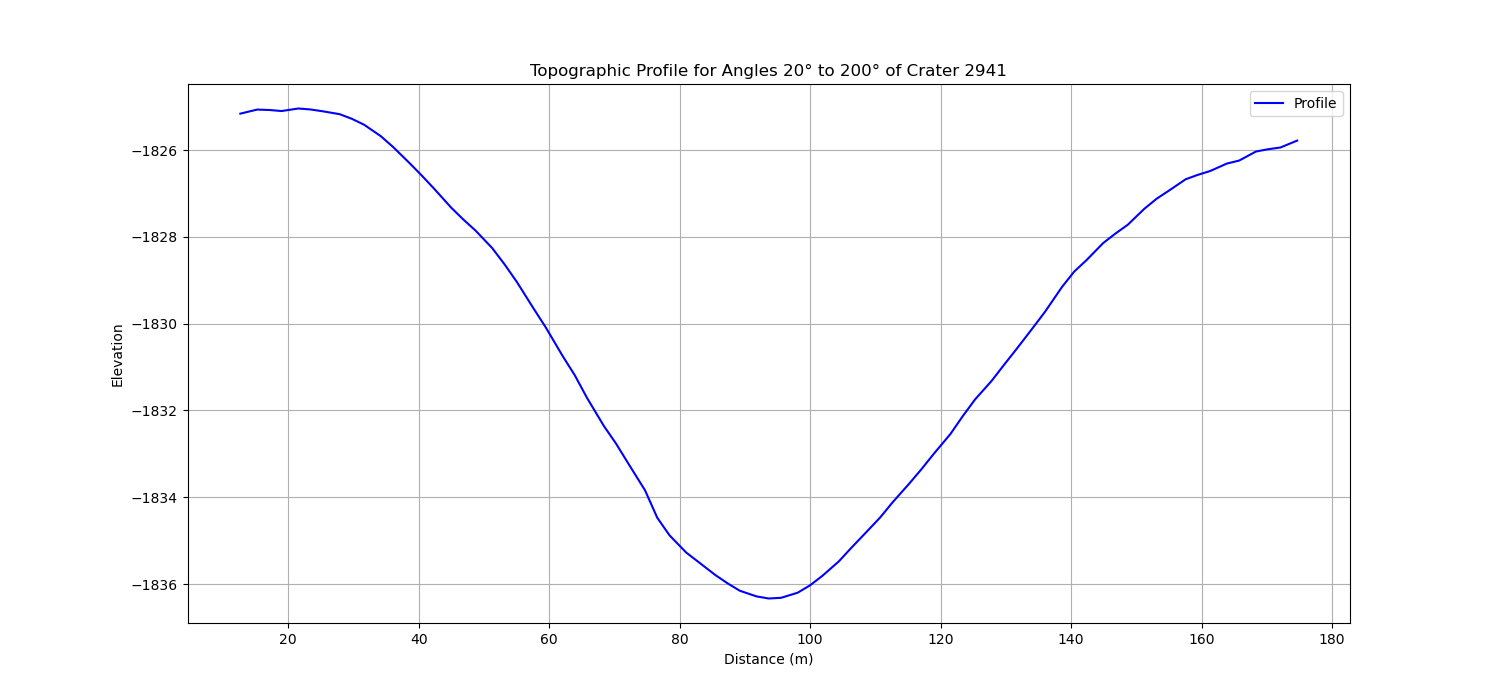 Topographic Profile for Angles 20° to 200° of Crater 2941
Profile
−1826
−1828
−1830
−1832
−1834
−1836
Elevation
20 40 60 80 100 120 140 160 180
Distance (m)